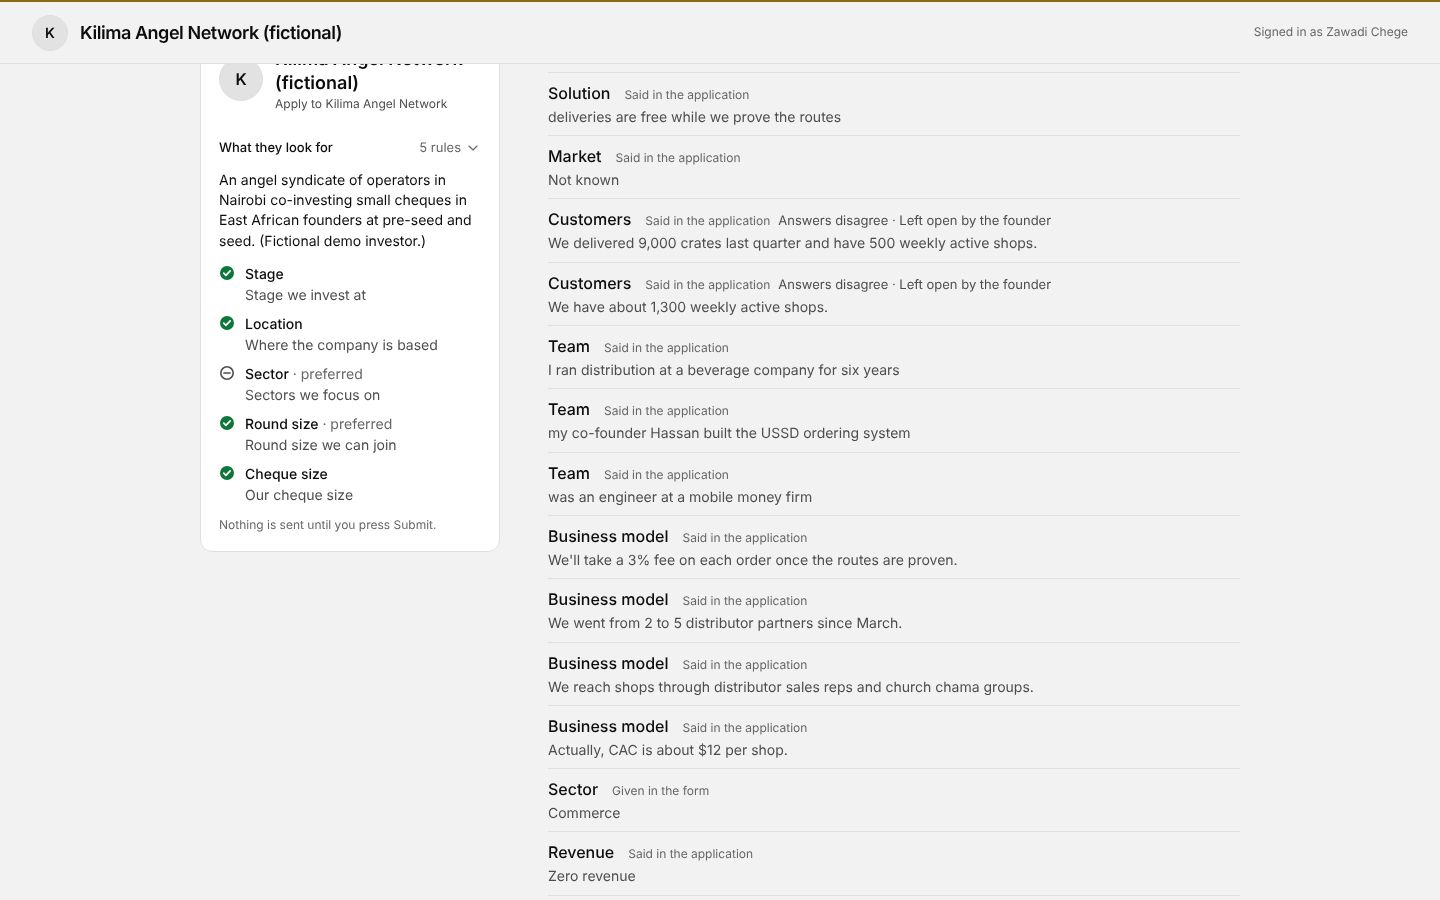 K
Kilima Angel Network (fictional)
Signed in as Zawadi Chege
K
Kilima Angel Network
(fictional)
Apply to Kilima Angel Network
What they look for
5 rules
An angel syndicate of operators in
Nairobi co-investing small cheques in
East African founders at pre-seed and
seed. (Fictional demo investor.)
Stage
Stage we invest at
Location
Where the company is based
Sector · preferred
Sectors we focus on
Round size · preferred
Round size we can join
Cheque size
Our cheque size
Nothing is sent until you press Submit.
Solution Said in the application
deliveries are free while we prove the routes
Market Said in the application
Not known
Customers Said in the application Answers disagree · Left open by the founder
We delivered 9,000 crates last quarter and have 500 weekly active shops.
Customers Said in the application Answers disagree · Left open by the founder
We have about 1,300 weekly active shops.
Team Said in the application
I ran distribution at a beverage company for six years
Team Said in the application
my co-founder Hassan built the USSD ordering system
Team Said in the application
was an engineer at a mobile money firm
Business model Said in the application
We'll take a 3% fee on each order once the routes are proven.
Business model Said in the application
We went from 2 to 5 distributor partners since March.
Business model Said in the application
We reach shops through distributor sales reps and church chama groups.
Business model Said in the application
Actually, CAC is about $12 per shop.
Sector Given in the form
Commerce
Revenue Said in the application
Zero revenue